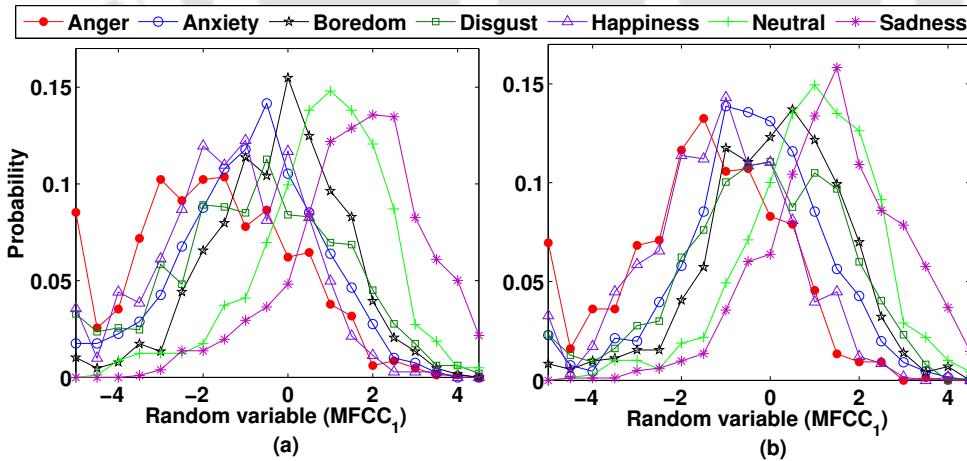 Anger Anxiety Boredom Disgust Happiness Neutral Sadness
Probability
0.15
0.1
0.05
0
−4 −2 0 2 4
Random variable (MFCC1)
(a)
0.15
0.1
0.05
0
−4 −2 0 2 4
Random variable (MFCC1)
(b)